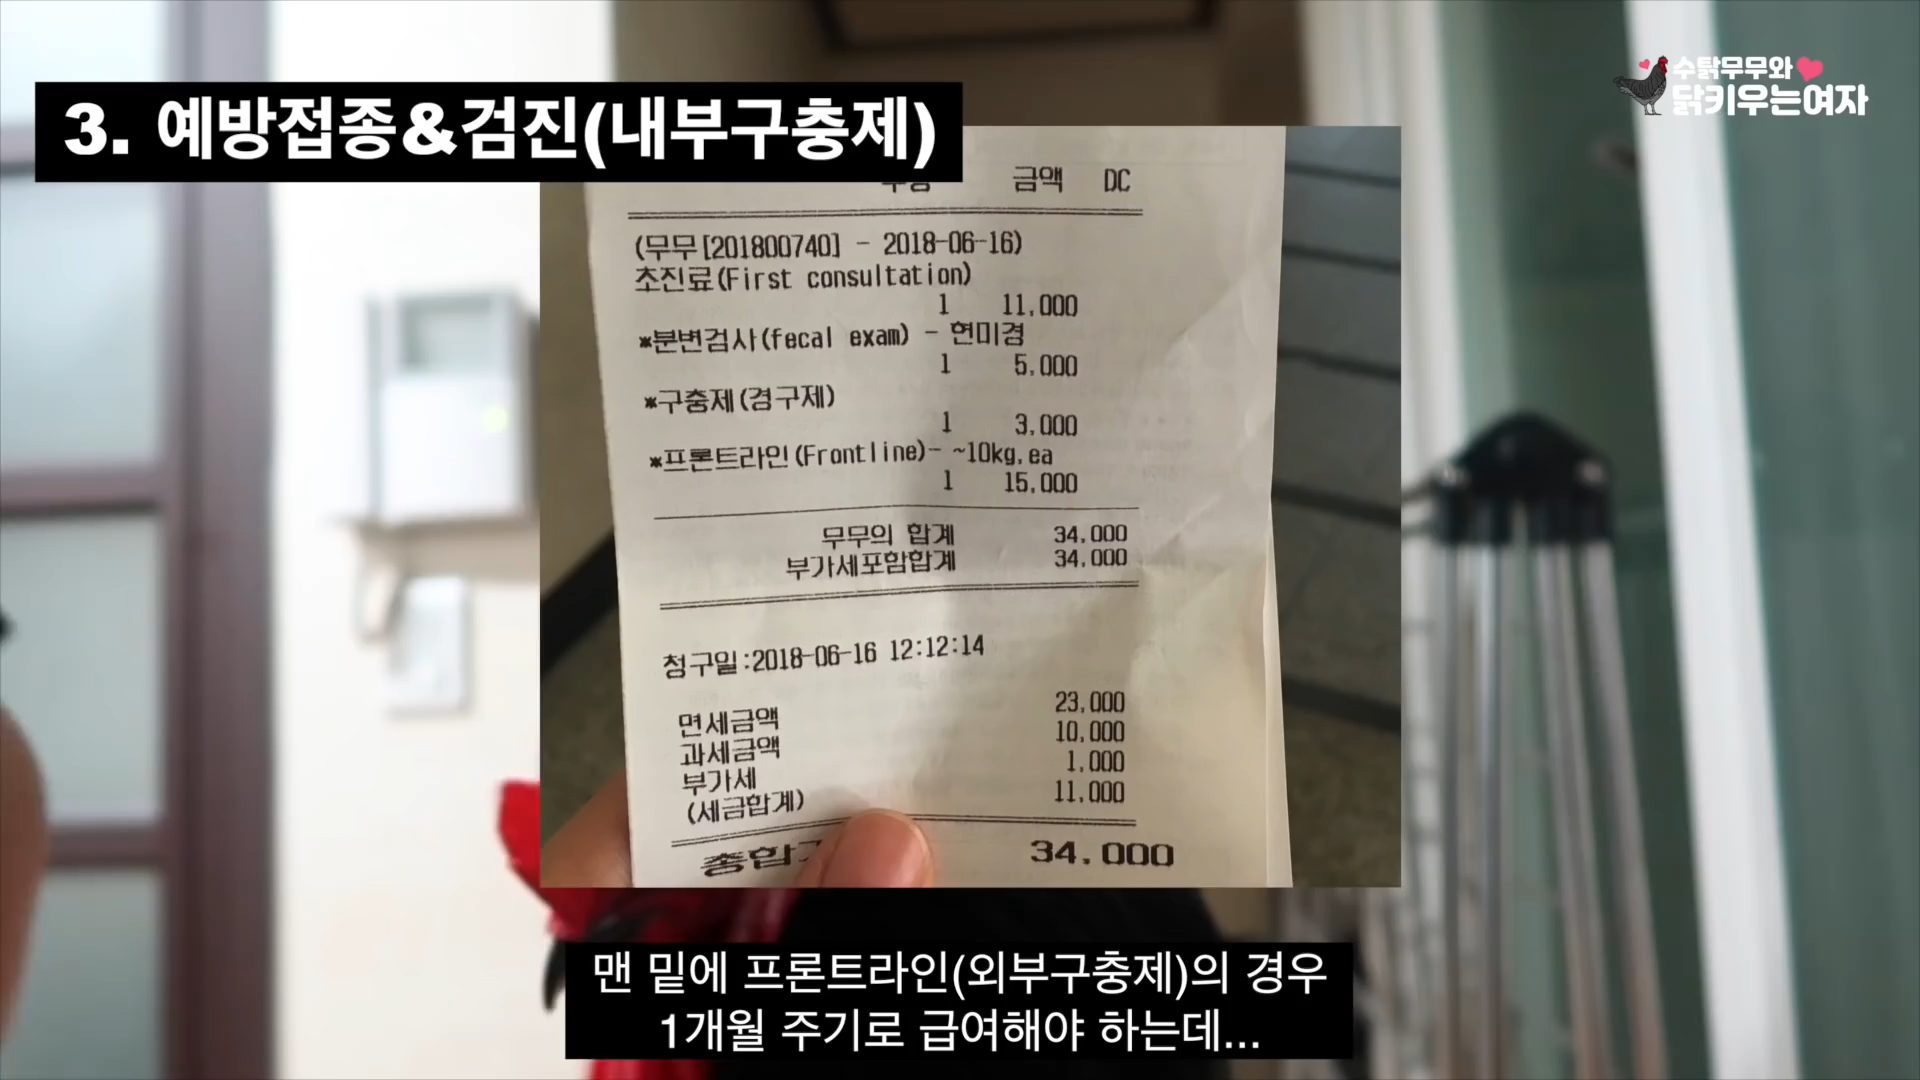 수탉무무와
닭키우는여자
3. 예방접종&검진(내부구충제)
금액 DC
(무무[201800740] - 2018-06-16)
초진료(First consultation)
1 11,000
*분변검사(fecal exam) - 현미경
1 5,000
*구충제(경구제)
1 3,000
*프론트라인(Frontline)- ~10kg,ea
1 15,000
무무의 합계 34,000
부가세포함합계 34,000
청구일:2018-06-16 12:12:14
면세금액 23,000
과세금액 10,000
부가세 1,000
(세금합계) 11,000
34,000
맨 밑에 프론트라인(외부구충제)의 경우
1개월 주기로 급여해야 하는데...